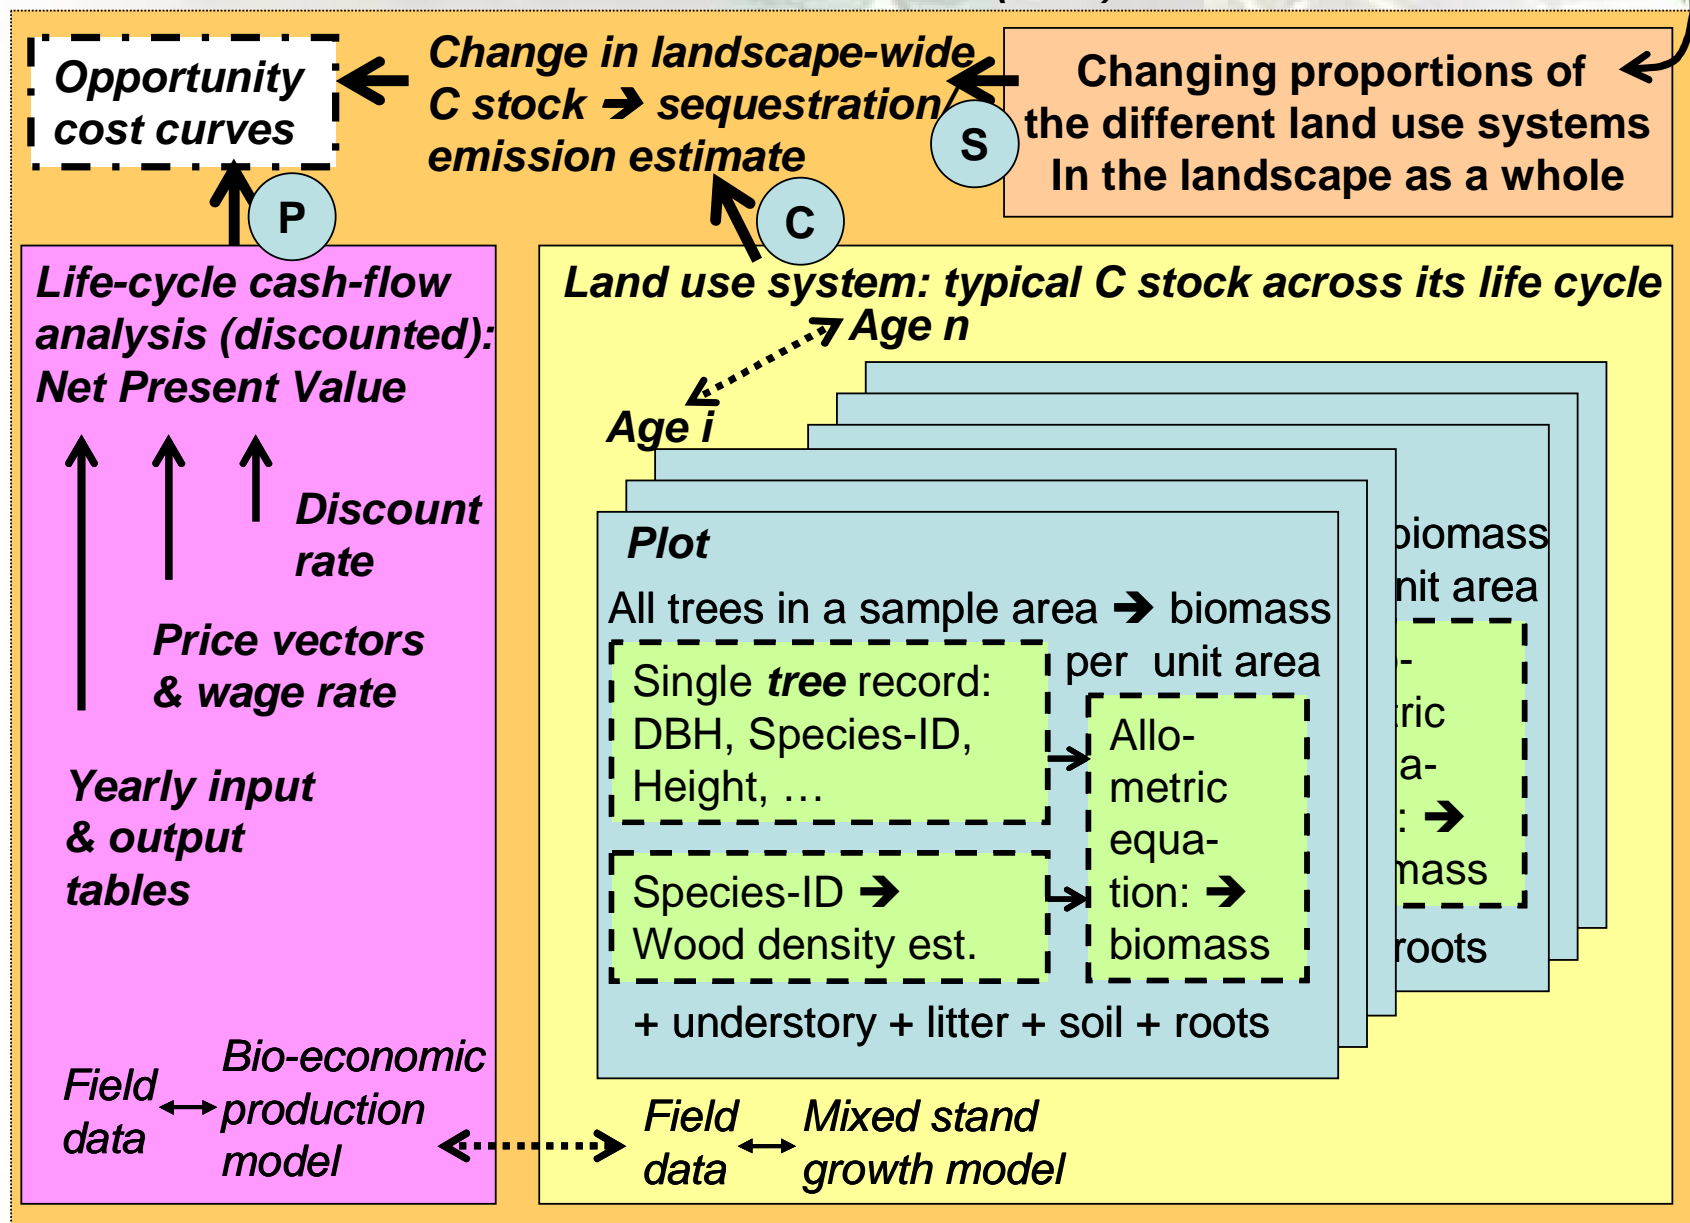 Opportunity
cost curves
Change in landscape-wide
C stock ➔ sequestration/
emission estimate
S
Changing proportions of
the different land use systems
In the landscape as a whole
P
C
Life-cycle cash-flow
analysis (discounted):
Net Present Value
Discount
rate
Price vectors
& wage rate
Yearly input
& output
tables
Field
data
Bio-economic
production
model
Land use system: typical C stock across its life cycle
Age n
Age i
Plot
All trees in a sample area ➔ biomass
per unit area
Single tree record:
DBH, Species-ID,
Height, …
Species-ID ➔
Wood density est.
Allo-
metric
equa-
tion: ➔
biomass
+ understory + litter + soil + roots
biomass
nit area
-
ric
a-
: ➔
mass
roots
Field
data
Mixed stand
growth model